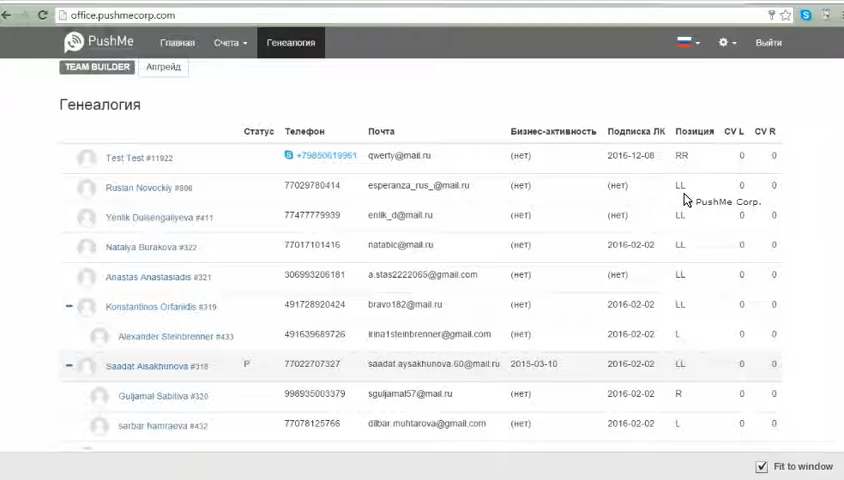 office.pushmecorp.com
PushMe Главная Счета Генеалогия Выйти
TEAM BUILDER Апгрейд
Генеалогия
Статус Телефон Почта Бизнес-активность Подписка ЛК Позиция CV L CV R
Test Test #11922 +79850619961 qwerty@mail.ru (нет) 2016-12-08 RR 0 0
Ruslan Novockiy #806 77029780414 esperanza_rus_@mail.ru (нет) (нет) LL 0 0
PushMe Corp.
Yenlik Duisengaliyeva #411 77477779939 enlik_d@mail.ru (нет) (нет) LL 0 0
Natalya Burakova #322 77017101416 natabic@mail.ru (нет) 2016-02-02 LL 0 0
Anastas Anastasiadis #321 306993206181 a.stas2222065@gmail.com (нет) (нет) LL 0 0
Konstantinos Orfanidis #319 491728920424 bravo182@mail.ru (нет) 2016-02-02 LL 0 0
Alexander Steinbrenner #433 491639689726 irina1steinbrenner@gmail.com (нет) 2016-02-02 L 0 0
Saadat Aisakhunova #318 P 77022707327 saadat.aysakhunova.60@mail.ru 2015-03-10 2016-02-02 LL 0 0
Guljamal Sabitiva #320 998935003379 sguljamal57@mail.ru (нет) 2016-02-02 R 0 0
sarbar hamraeva #432 77078125766 dilbar.muhtarova@gmail.com (нет) 2016-02-02 L 0 0
Fit to window